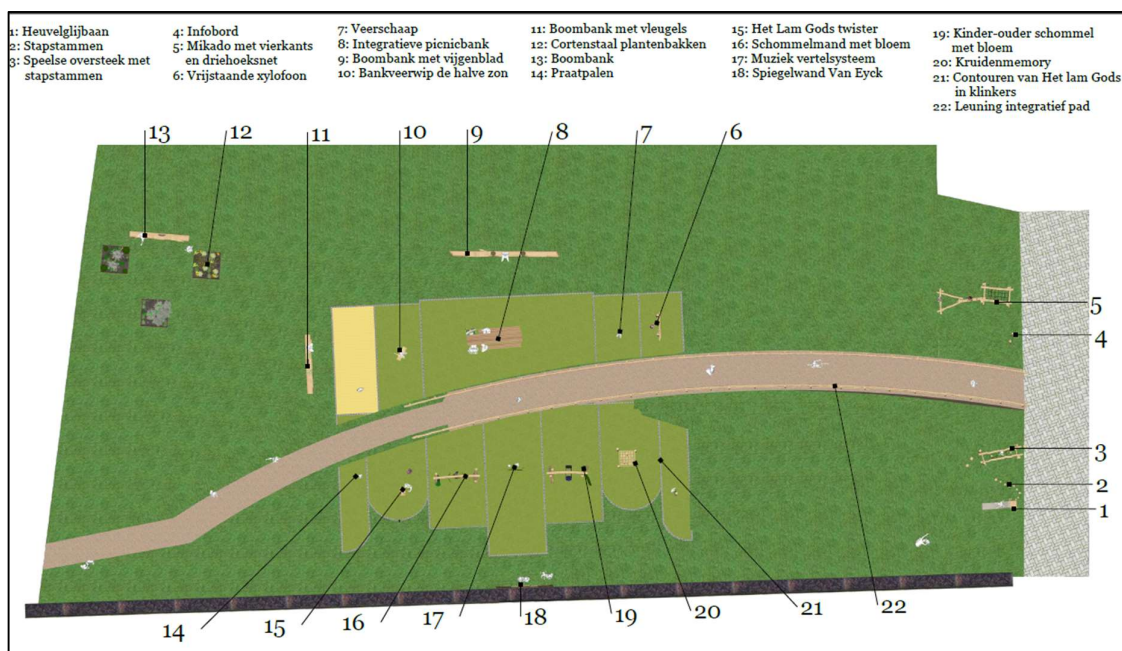 1: Heuvelglijbaan
2: Stapstammen
3: Speelse oversteek met
stapstammen
4: Infobord
5: Mikado met vierkants
en driehoeksnet
6: Vrijstaande xylofoon
7: Veerschaap
8: Integratieve picnicbank
9: Boombank met vijgenblad
10: Bankveerwip de halve zon
11: Boombank met vleugels
12: Cortenstaal plantenbakken
13: Boombank
14: Praatpalen
15: Het Lam Gods twister
16: Schommelmand met bloem
17: Muziek vertelsysteem
18: Spiegelwand Van Eyck
19: Kinder-ouder schommel
met bloem
20: Kruidenmemory
21: Contouren van Het lam Gods
in klinkers
22: Leuning integratief pad
13
12
11
10
9
8
7
6
5
4
3
2
1
14
15
16
17
18
19
20
21
22